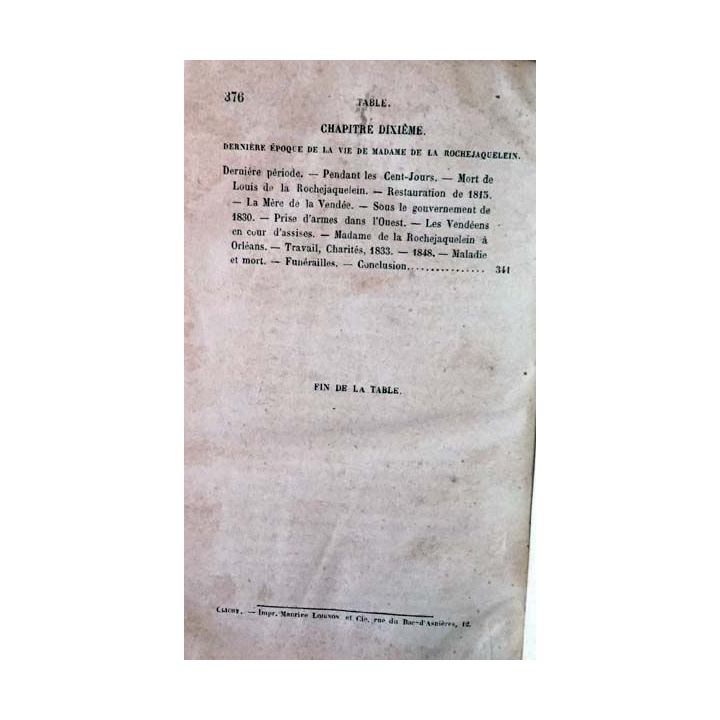 376
TABLE.
CHAPITRE DIXIÈME.
DERNIÈRE ÉPOQUE DE LA VIE DE MADAME DE LA ROCHEJAQUELEIN.
Dernière période. — Pendant les Cent-Jours. — Mort de
Louis de la Rochejaquelein. — Restauration de 1815.
— La Mère de la Vendée. — Sous le gouvernement de
1830. — Prise d'armes dans l'Ouest. — Les Vendéens
en cour d'assises. — Madame de la Rochejaquelein à
Orléans. — Travail, Charités, 1833. — 1848. — Maladie
et mort. — Funérailles. — Conclusion................ 341
FIN DE LA TABLE.
CLICHY. — Impr. Maurice LOIGNON et Cie, rue du Bac-d'Asnières, 12.